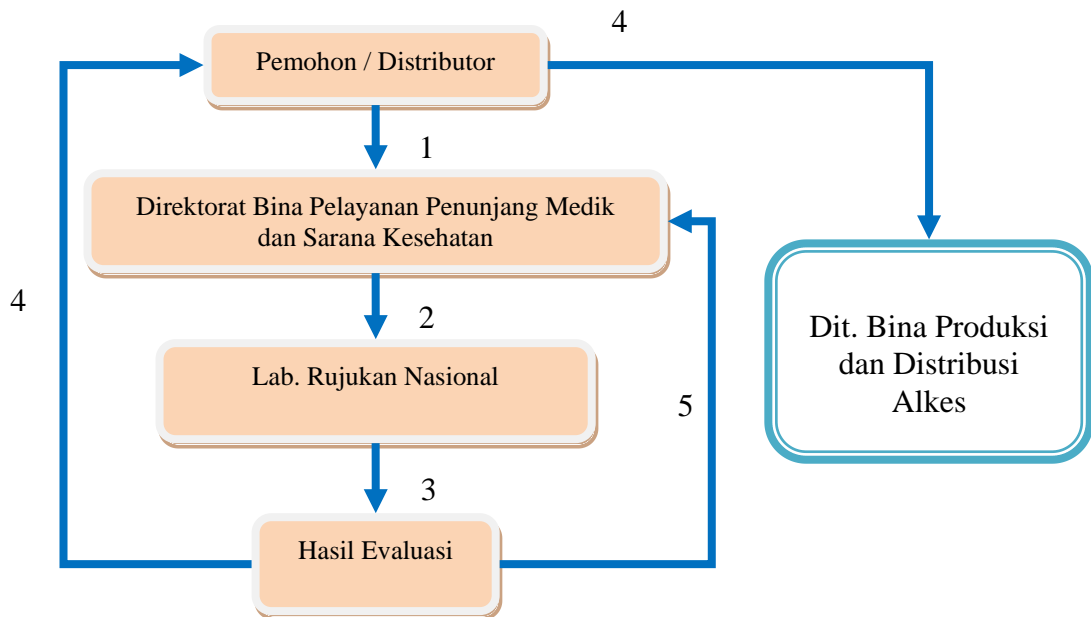 4
Pemohon / Distributor
1
Direktorat Bina Pelayanan Penunjang Medik
dan Sarana Kesehatan
4
2
Dit. Bina Produksi
dan Distribusi
Alkes
Lab. Rujukan Nasional
5
3
Hasil Evaluasi